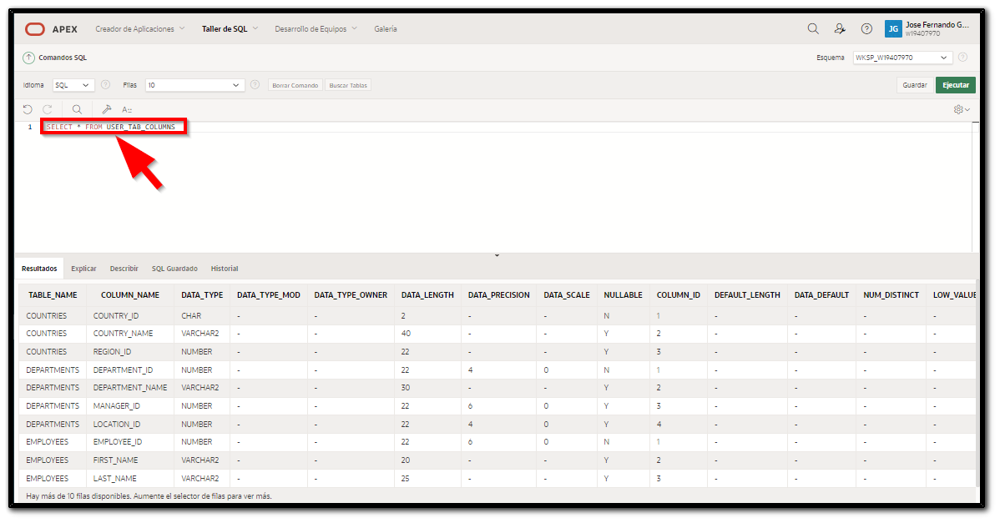 APEX Creador de Aplicaciones Taller de SQL Desarrollo de Equipos Galería JG Jose Fernando G...
w19407970
Comandos SQL Esquema WKSP_W19407970
Idioma SQL Filas 10 Borrar Comando Buscar Tablas Guardar Ejecutar
A::
1 SELECT * FROM USER_TAB_COLUMNS
Resultados Explicar Describir SQL Guardado Historial
TABLE_NAME COLUMN_NAME DATA_TYPE DATA_TYPE_MOD DATA_TYPE_OWNER DATA_LENGTH DATA_PRECISION DATA_SCALE NULLABLE COLUMN_ID DEFAULT_LENGTH DATA_DEFAULT NUM_DISTINCT LOW_VALUE
COUNTRIES COUNTRY_ID CHAR - - 2 - - N 1 - - - -
COUNTRIES COUNTRY_NAME VARCHAR2 - - 40 - - Y 2 - - - -
COUNTRIES REGION_ID NUMBER - - 22 - - Y 3 - - - -
DEPARTMENTS DEPARTMENT_ID NUMBER - - 22 4 0 N 1 - - - -
DEPARTMENTS DEPARTMENT_NAME VARCHAR2 - - 30 - - Y 2 - - - -
DEPARTMENTS MANAGER_ID NUMBER - - 22 6 0 Y 3 - - - -
DEPARTMENTS LOCATION_ID NUMBER - - 22 4 0 Y 4 - - - -
EMPLOYEES EMPLOYEE_ID NUMBER - - 22 6 0 N 1 - - - -
EMPLOYEES FIRST_NAME VARCHAR2 - - 20 - - Y 2 - - - -
EMPLOYEES LAST_NAME VARCHAR2 - - 25 - - Y 3 - - - -
Hay más de 10 filas disponibles. Aumente el selector de filas para ver más.